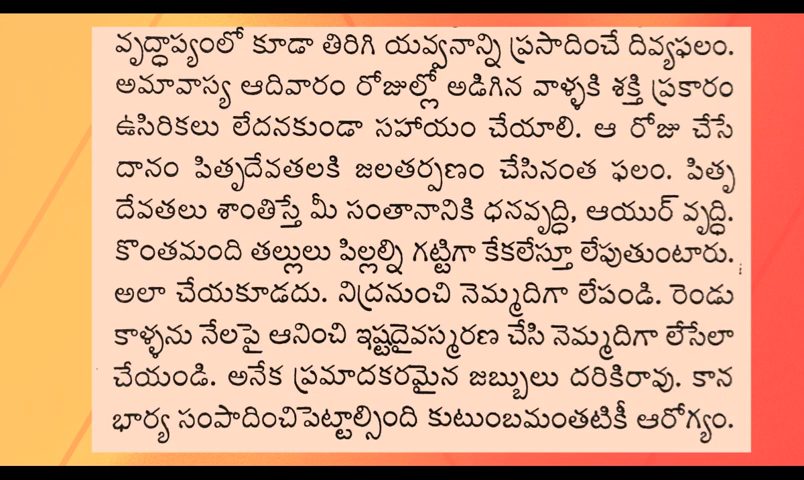 వృద్ధాప్యంలో కూడా తిరిగి యవ్వనాన్ని ప్రసాదించే దివ్యఫలం.
అమావాస్య ఆదివారం రోజుల్లో అడిగిన వాళ్ళకి శక్తి ప్రకారం
ఉసిరికలు లేదనకుండా సహాయం చేయాలి. ఆ రోజు చేసే
దానం పితృదేవతలకి జలతర్పణం చేసినంత ఫలం. పితృ
దేవతలు శాంతిస్తే మీ సంతానానికి ధనవృద్ధి, ఆయుర్ వృద్ధి.
కొంతమంది తల్లులు పిల్లల్ని గట్టిగా కేకలేస్తూ లేపుతుంటారు.
అలా చేయకూడదు. నిద్రనుంచి నెమ్మదిగా లేపండి. రెండు
కాళ్ళను నేలపై ఆనించి ఇష్టదైవస్మరణ చేసి నెమ్మదిగా లేసేలా
చేయండి. అనేక ప్రమాదకరమైన జబ్బులు దరికిరావు. కాన
భార్య సంపాదించిపెట్టాల్సింది కుటుంబమంతటికీ ఆరోగ్యం.